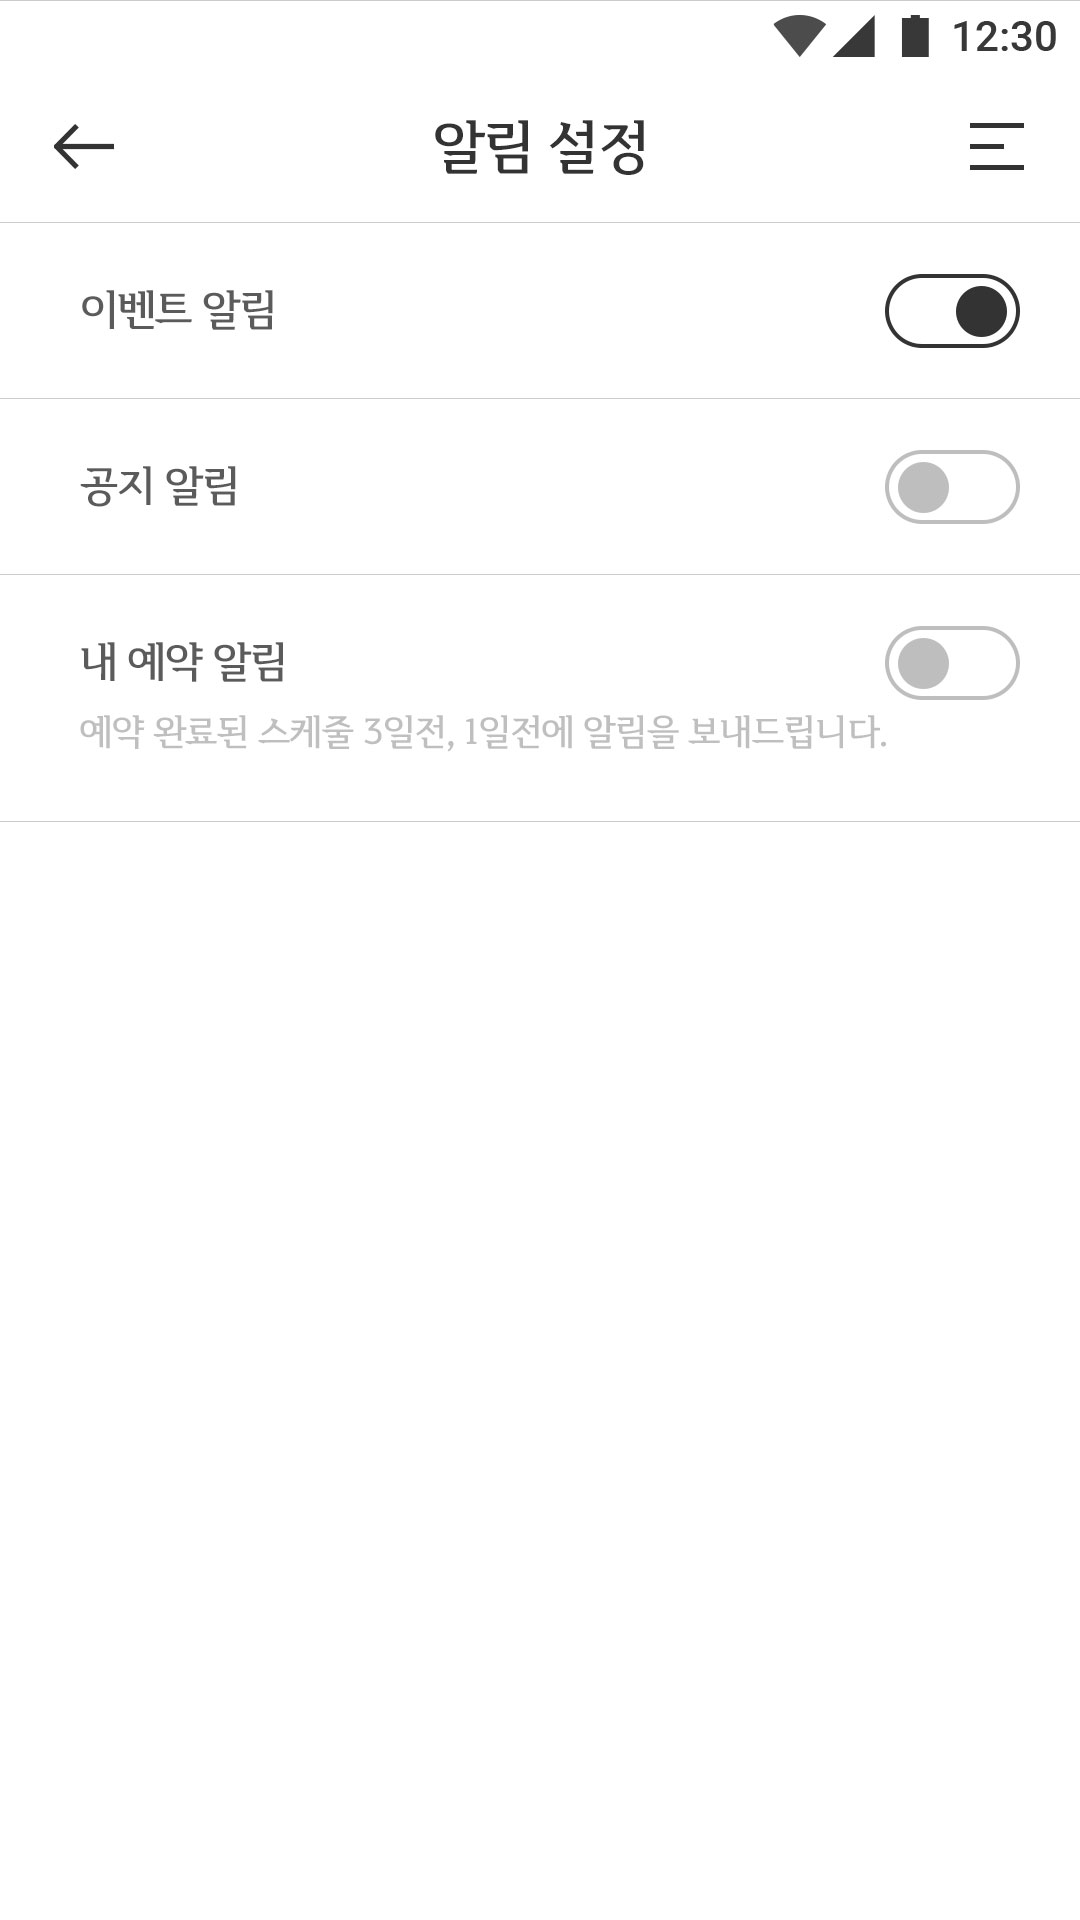 12:30
알림 설정
이벤트 알림
공지 알림
내 예약 알림
예약 완료된 스케줄 3일전, 1일전에 알림을 보내드립니다.